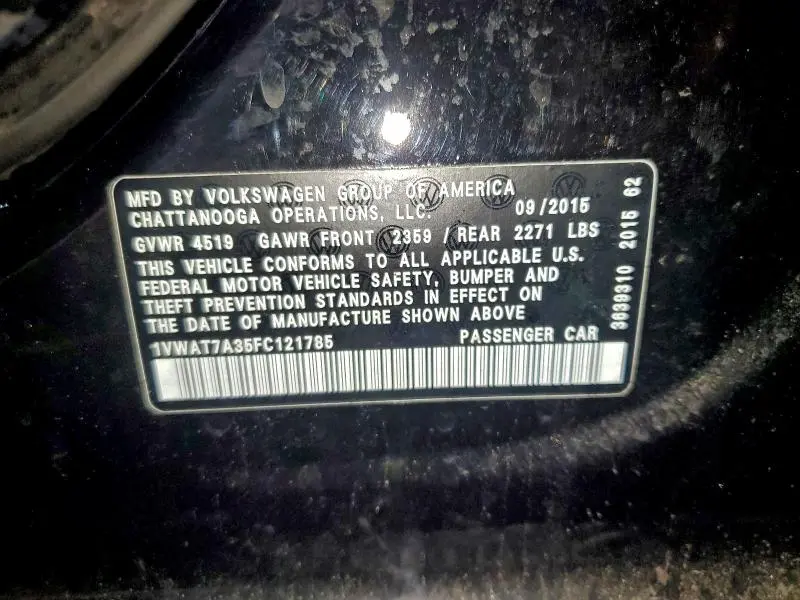 MFD BY VOLKSWAGEN GROUP OF AMERICA
CHATTANOOGA OPERATIONS, LLC. 09/2015
GVWR 4519 GAWR FRONT 2359 / REAR 2271 LBS
THIS VEHICLE CONFORMS TO ALL APPLICABLE U.S.
FEDERAL MOTOR VEHICLE SAFETY, BUMPER AND
THEFT PREVENTION STANDARDS IN EFFECT ON
THE DATE OF MANUFACTURE SHOWN ABOVE
1VWAT7A35FC121785 PASSENGER CAR
3639310 2015 62